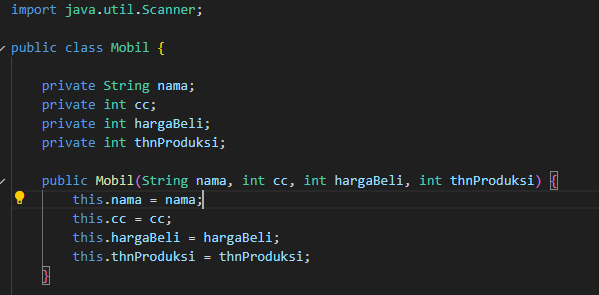 import java.util.Scanner;
public class Mobil {
private String nama;
private int cc;
private int hargaBeli;
private int thnProduksi;
public Mobil(String nama, int cc, int hargaBeli, int thnProduksi) {
this.nama = nama;
this.cc = cc;
this.hargaBeli = hargaBeli;
this.thnProduksi = thnProduksi;
}